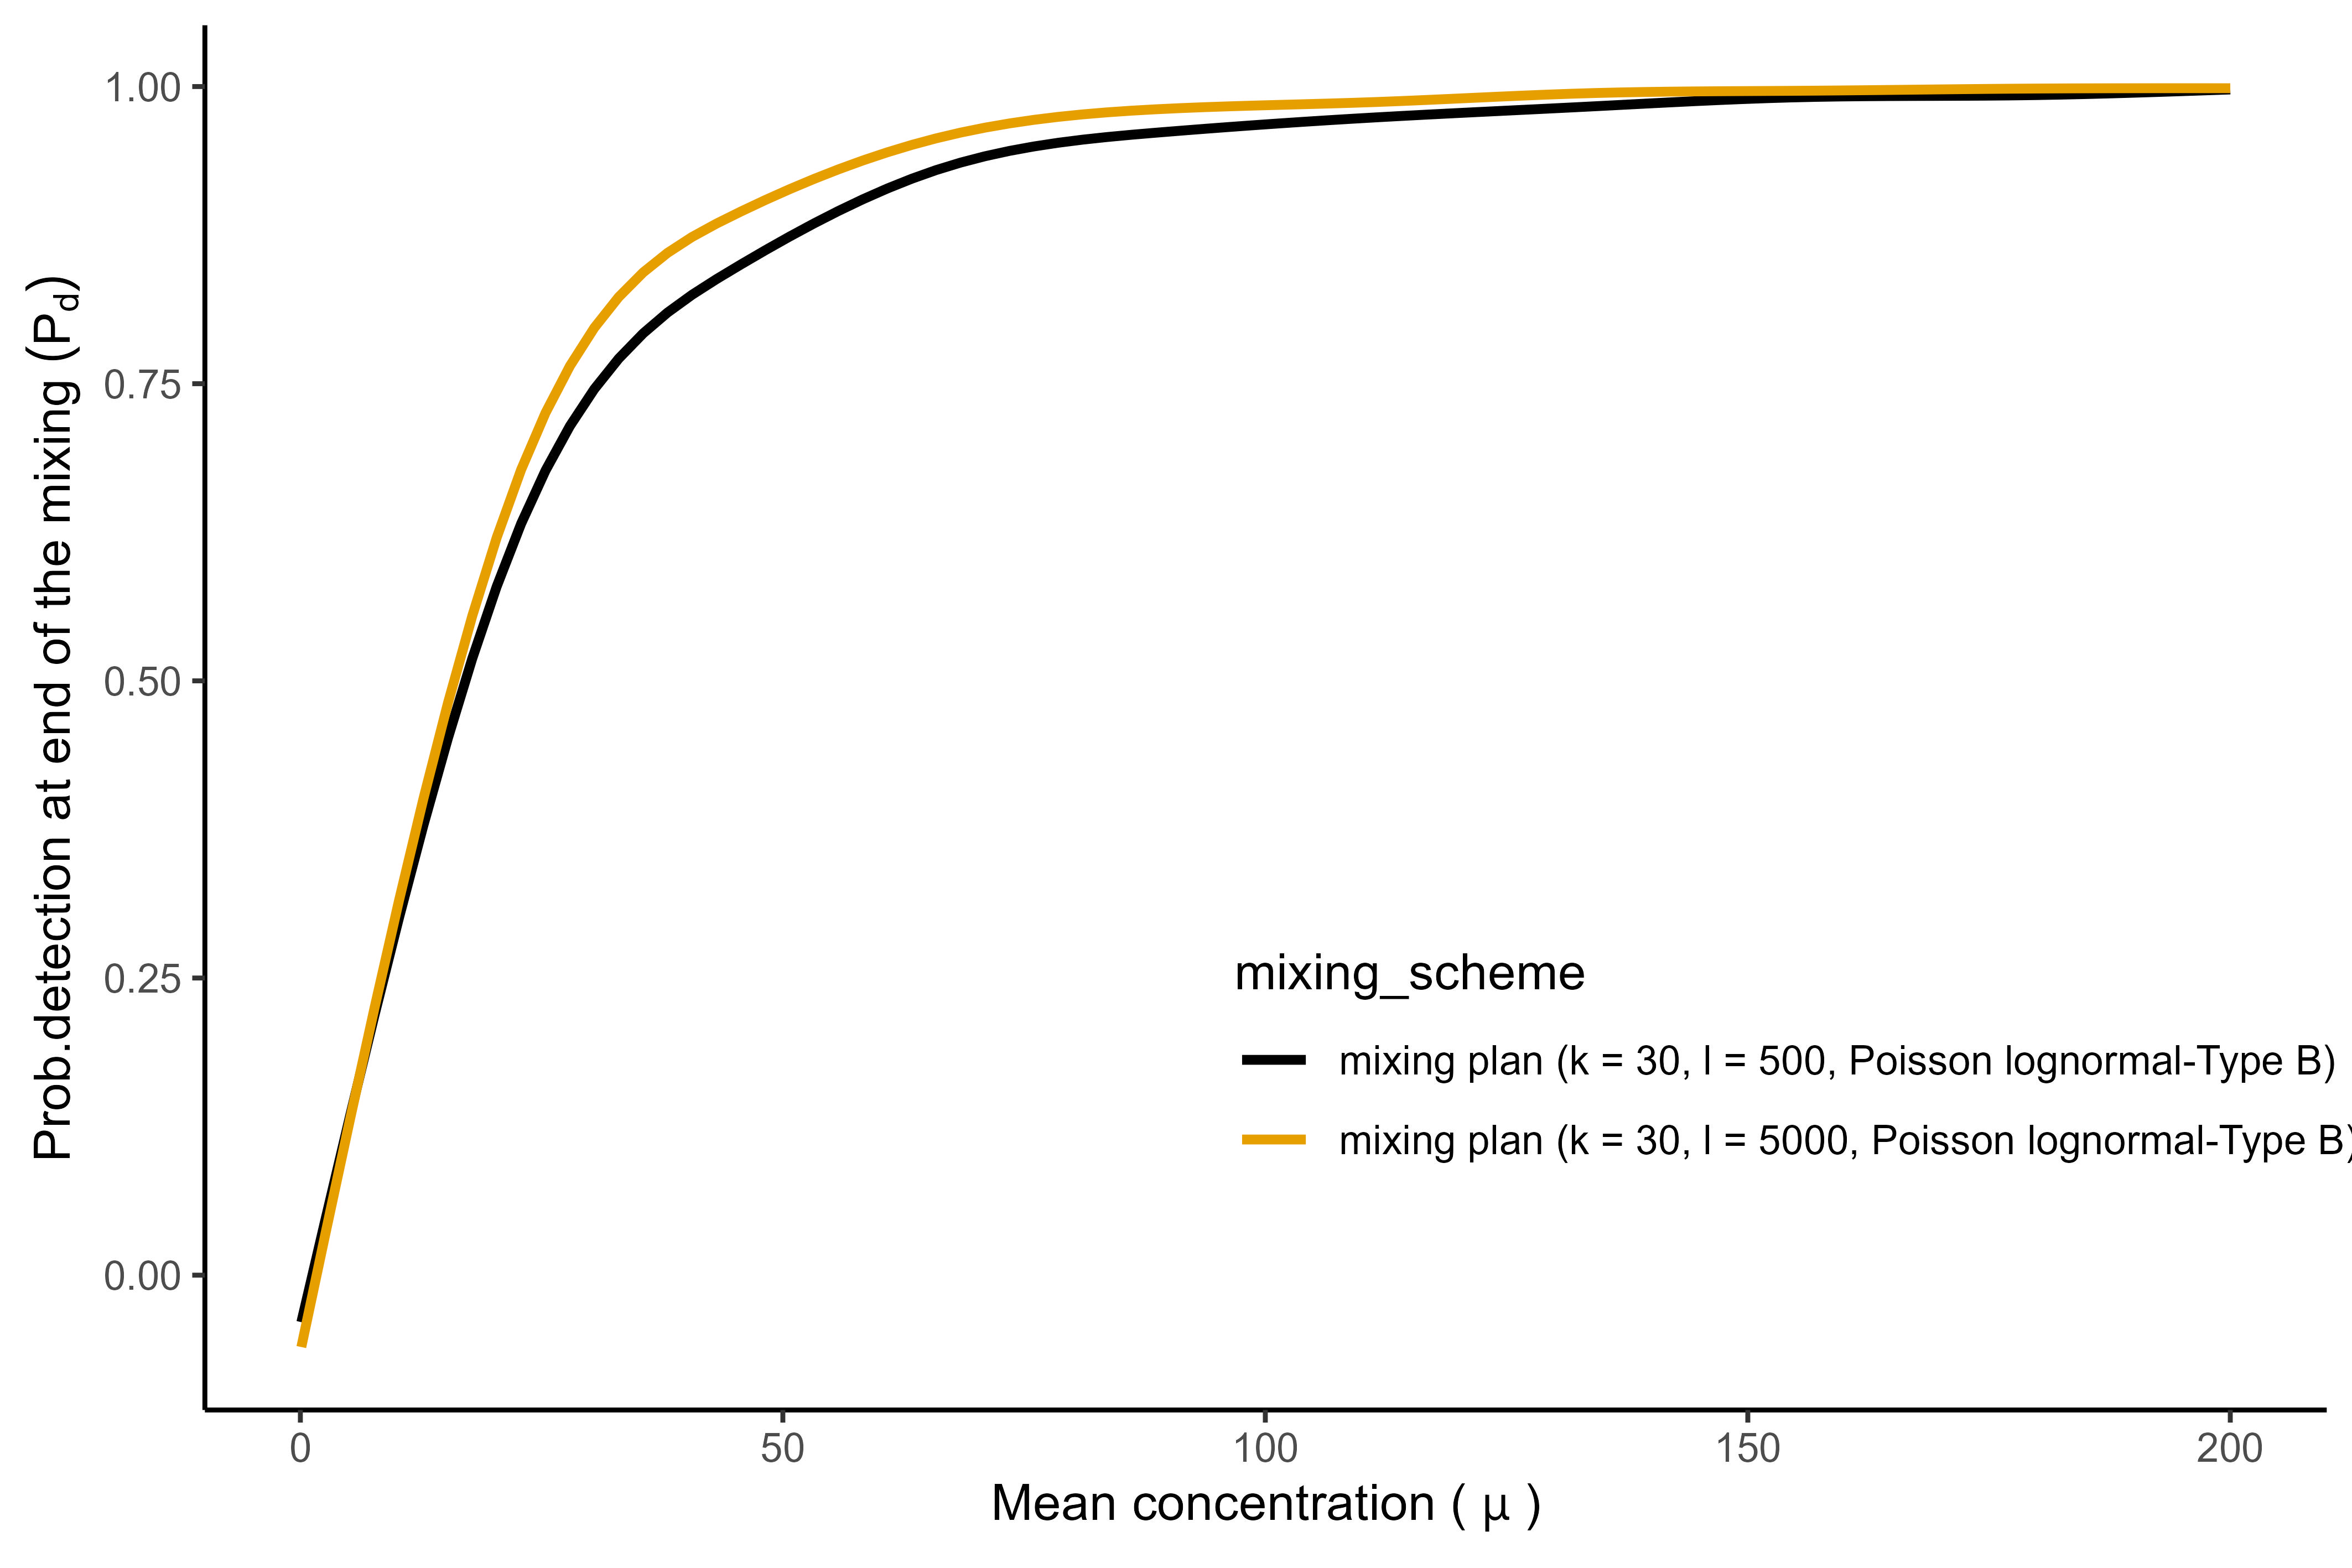 Prob.detection at end of the mixing (Pd)
1.00
0.75
0.50
0.25
0.00
mixing_scheme
mixing plan (k = 30, l = 500, Poisson lognormal-Type B)
mixing plan (k = 30, l = 5000, Poisson lognormal-Type B)
0 50 100 150 200
Mean concentration ( μ )